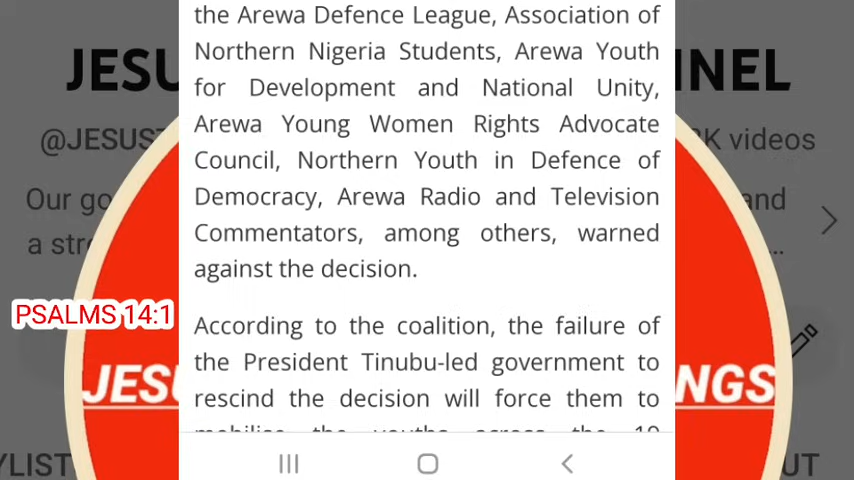 the Arewa Defence League, Association of
Northern Nigeria Students, Arewa Youth
for Development and National Unity,
Arewa Young Women Rights Advocate
Council, Northern Youth in Defence of
Democracy, Arewa Radio and Television
Commentators, among others, warned
against the decision.
According to the coalition, the failure of
the President Tinubu-led government to
rescind the decision will force them to
PSALMS 14:1
JESU
NNEL
@JESUST
K videos
Our go
and
a str
JESU
NGS
YLIST
UT